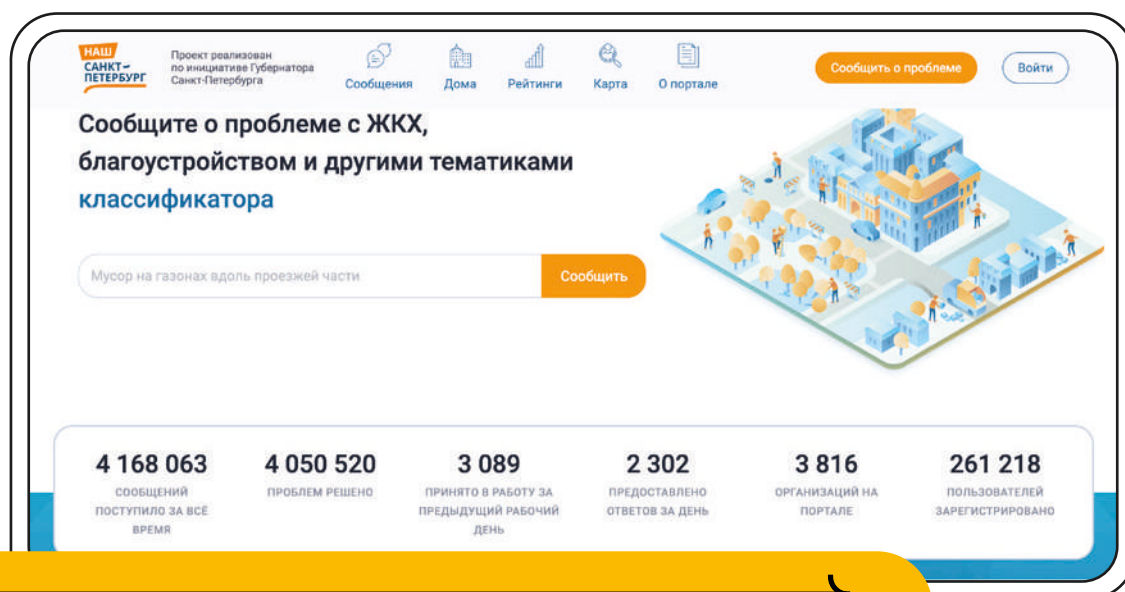 НАШ
САНКТ-
ПЕТЕРБУРГ
Проект реализован
по инициативе Губернатора
Санкт-Петербурга
Сообщения
Дома
Рейтинги
Карта
О портале
Сообщить о проблеме
Войти
Сообщите о проблеме с ЖКХ,
благоустройством и другими тематиками
классификатора
Мусор на газонах вдоль проезжей части
Сообщить
4 168 063
СООБЩЕНИЙ
ПОСТУПИЛО ЗА ВСЁ
ВРЕМЯ
4 050 520
ПРОБЛЕМ РЕШЕНО
3 089
ПРИНЯТО В РАБОТУ ЗА
ПРЕДЫДУЩИЙ РАБОЧИЙ
ДЕНЬ
2 302
ПРЕДОСТАВЛЕНО
ОТВЕТОВ ЗА ДЕНЬ
3 816
ОРГАНИЗАЦИЙ НА
ПОРТАЛЕ
261 218
ПОЛЬЗОВАТЕЛЕЙ
ЗАРЕГИСТРИРОВАНО